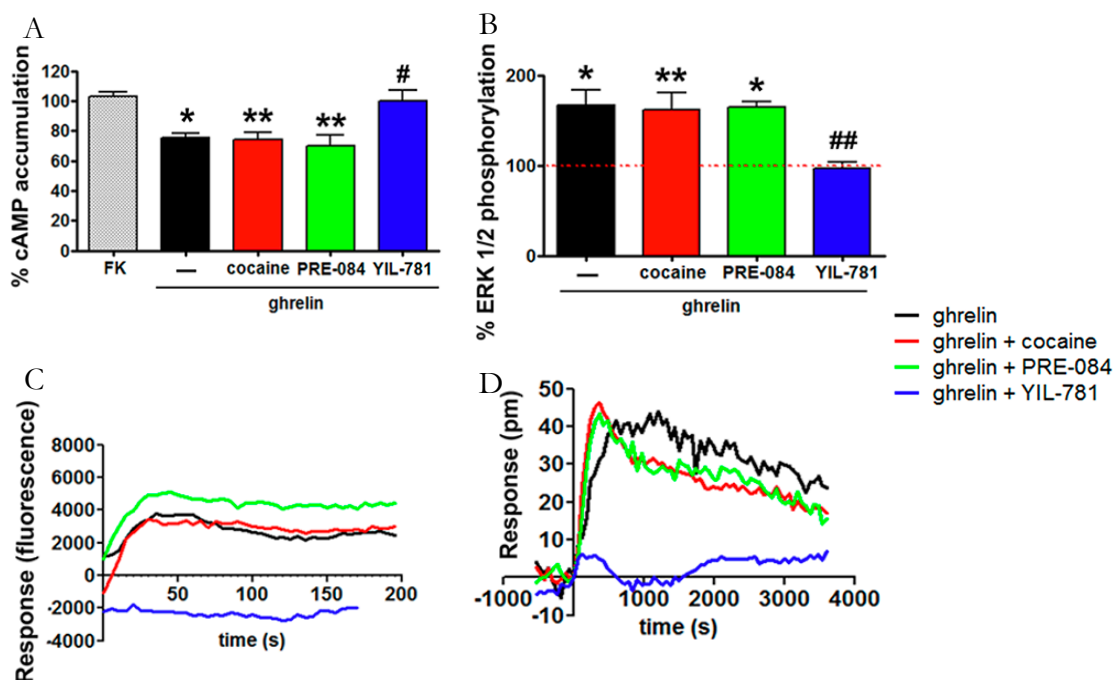 A
% cAMP accumulation
120
100
80
60
40
20
0
*
**
**
#
FK
—
cocaine
PRE-084
YIL-781
ghrelin
B
% ERK 1/2 phosphorylation
200
100
0
*
**
*
##
—
cocaine
PRE-084
YIL-781
ghrelin
ghrelin
ghrelin + cocaine
ghrelin + PRE-084
ghrelin + YIL-781
C
Response (fluorescence)
8000
6000
4000
2000
0
-2000
-4000
50
100
150
200
time (s)
D
Response (pm)
50
40
30
20
10
-10
-1000
1000
2000
3000
4000
0
time (s)